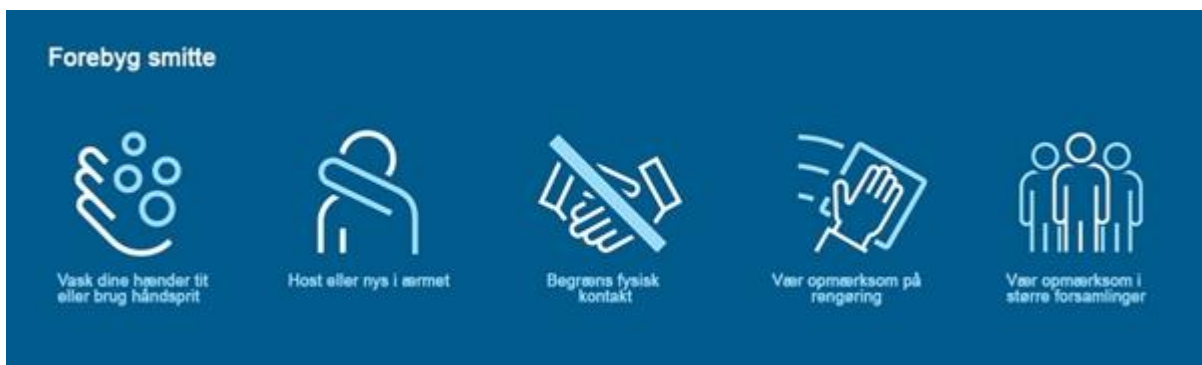 Forebyg smitte
Vask dine hænder tit
eller brug håndsprit
Host eller nys i ærmet
Begræns fysisk
kontakt
Vær opmærksom på
rengøring
Vær opmærksom i
større forsamlinger